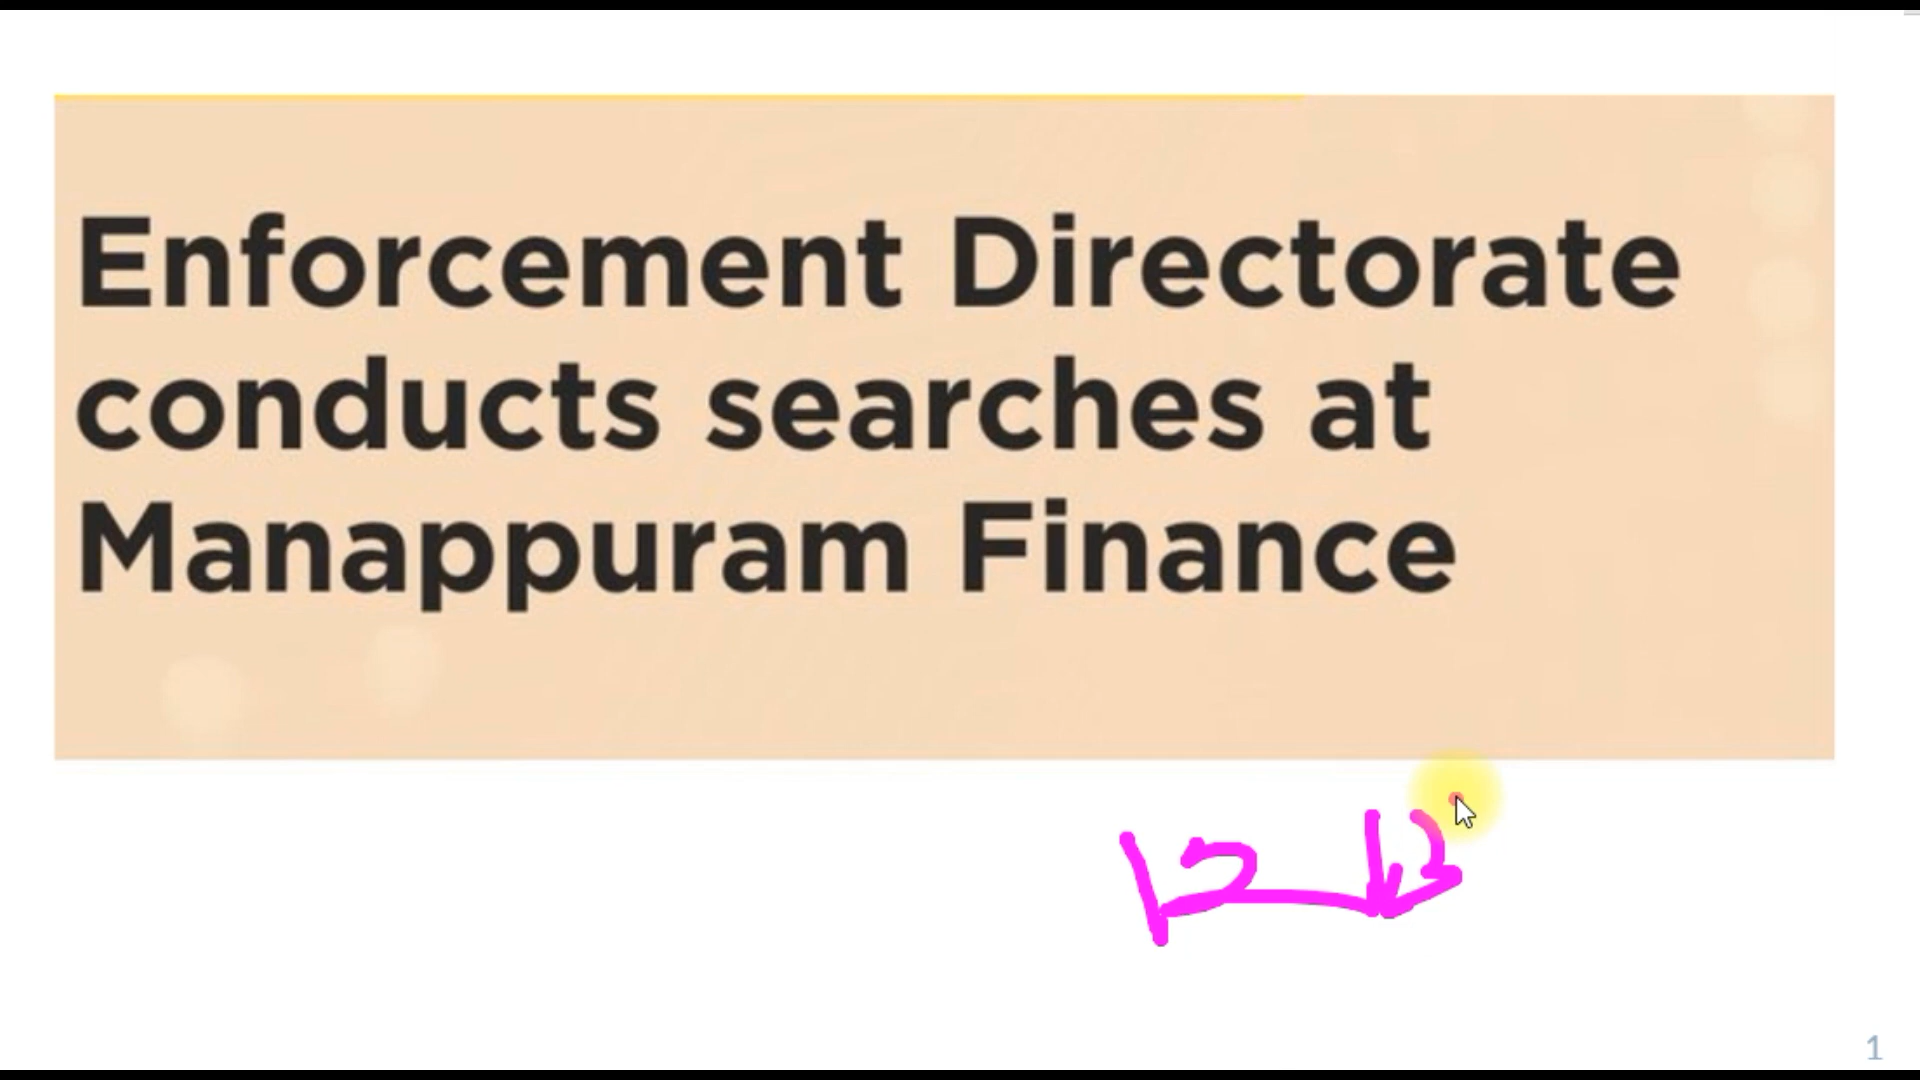 Enforcement Directorate
conducts searches at
Manappuram Finance
12 13
1